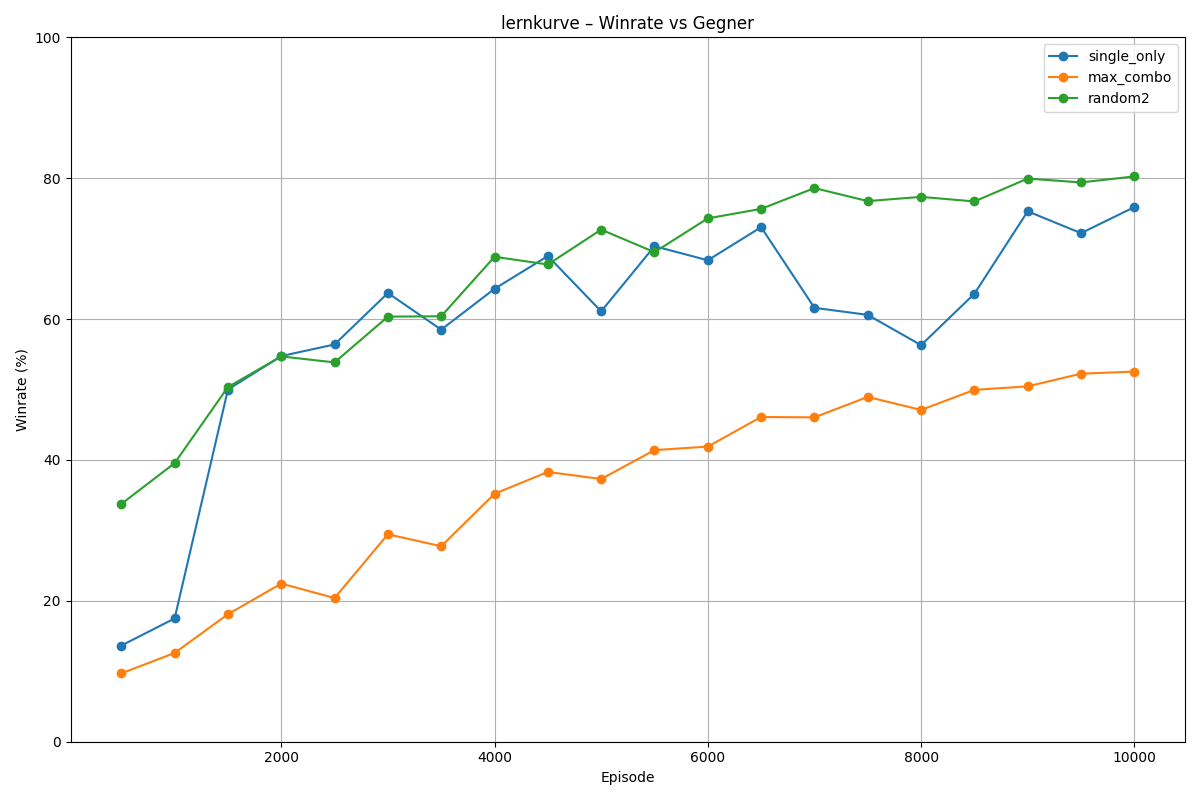 lernkurve – Winrate vs Gegner
100
80
60
40
20
0
Winrate (%)
single_only
max_combo
random2
2000
4000
6000
8000
10000
Episode